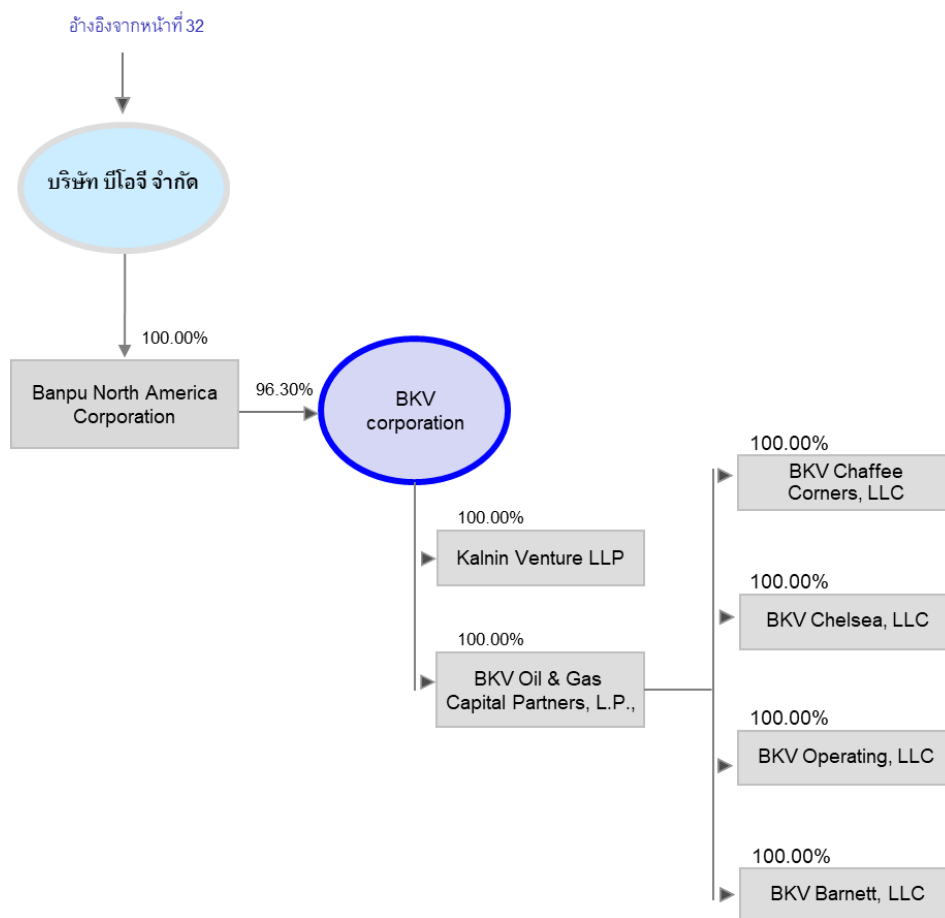 อ้างอิงจากหน้าที่ 32
บริษัท บีโอจี จำกัด
100.00%
Banpu North America
Corporation
96.30%
BKV
corporation
100.00%
Kalnin Venture LLP
100.00%
BKV Oil & Gas
Capital Partners, L.P.,
100.00%
BKV Chaffee
Corners, LLC
100.00%
BKV Chelsea, LLC
100.00%
BKV Operating, LLC
100.00%
BKV Barnett, LLC